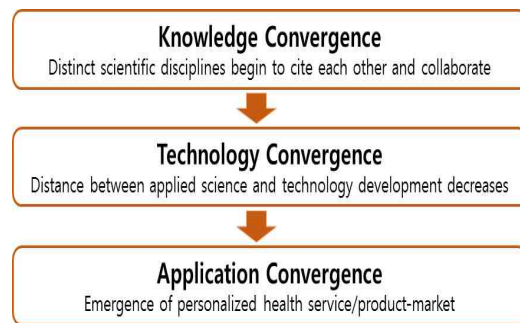 Knowledge Convergence
Distinct scientific disciplines begin to cite each other and collaborate
Technology Convergence
Distance between applied science and technology development decreases
Application Convergence
Emergence of personalized health service/product-market